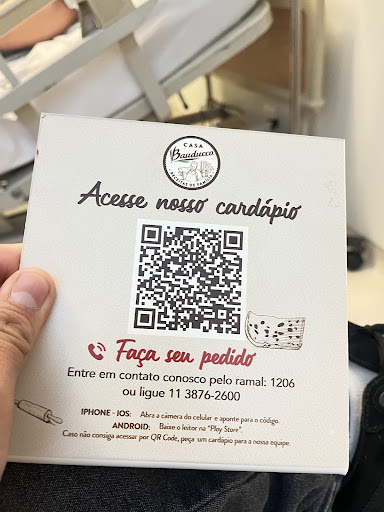 CASA
Bauducco
RECEITAS DE FAMÍLIA
Acesse nosso cardápio
Faça seu pedido
Entre em contato conosco pelo ramal: 1206
ou ligue 11 3876-2600
IPHONE - IOS: Abra a câmera do celular e aponte para o código.
ANDROID: Baixe o leitor na "Play Store".
Caso não consiga acessar por QR Code, peça um cardápio para a nossa equipe.